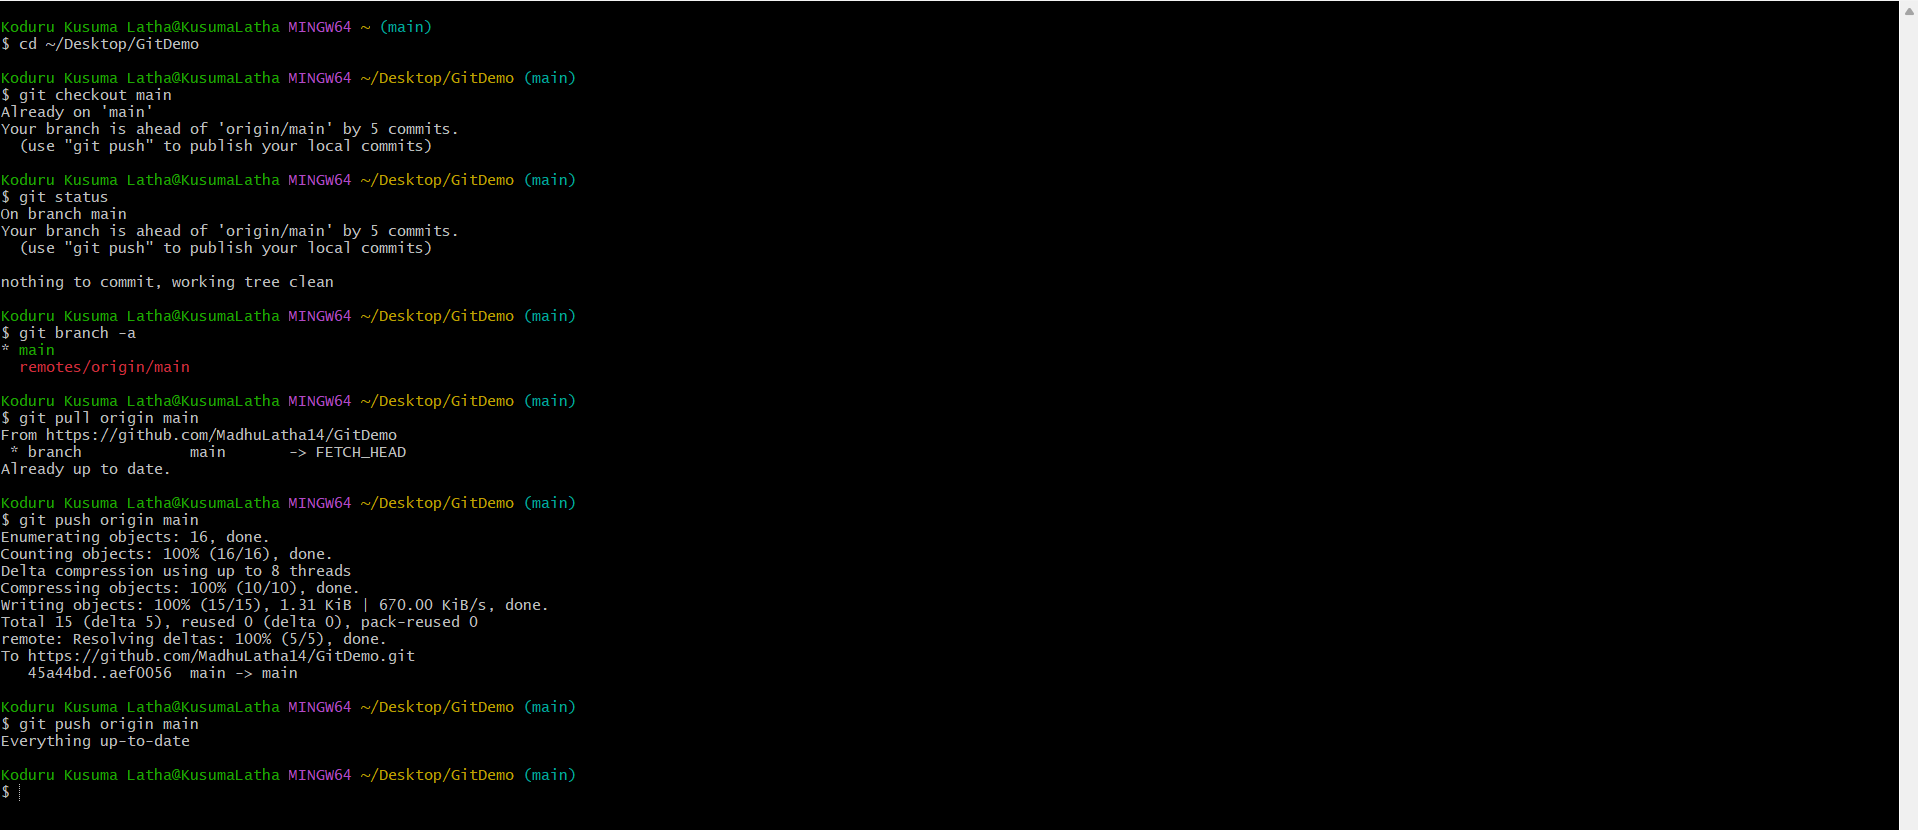 Koduru Kusuma Latha@KusumaLatha MINGW64 ~ (main)
$ cd ~/Desktop/GitDemo
Koduru Kusuma Latha@KusumaLatha MINGW64 ~/Desktop/GitDemo (main)
$ git checkout main
Already on 'main'
Your branch is ahead of 'origin/main' by 5 commits.
  (use "git push" to publish your local commits)
Koduru Kusuma Latha@KusumaLatha MINGW64 ~/Desktop/GitDemo (main)
$ git status
On branch main
Your branch is ahead of 'origin/main' by 5 commits.
  (use "git push" to publish your local commits)
nothing to commit, working tree clean
Koduru Kusuma Latha@KusumaLatha MINGW64 ~/Desktop/GitDemo (main)
$ git branch -a
* main
  remotes/origin/main
Koduru Kusuma Latha@KusumaLatha MINGW64 ~/Desktop/GitDemo (main)
$ git pull origin main
From https://github.com/MadhuLatha14/GitDemo
 * branch            main       -> FETCH_HEAD
Already up to date.
Koduru Kusuma Latha@KusumaLatha MINGW64 ~/Desktop/GitDemo (main)
$ git push origin main
Enumerating objects: 16, done.
Counting objects: 100% (16/16), done.
Delta compression using up to 8 threads
Compressing objects: 100% (10/10), done.
Writing objects: 100% (15/15), 1.31 KiB | 670.00 KiB/s, done.
Total 15 (delta 5), reused 0 (delta 0), pack-reused 0
remote: Resolving deltas: 100% (5/5), done.
To https://github.com/MadhuLatha14/GitDemo.git
   45a44bd..aef0056  main -> main
Koduru Kusuma Latha@KusumaLatha MINGW64 ~/Desktop/GitDemo (main)
$ git push origin main
Everything up-to-date
Koduru Kusuma Latha@KusumaLatha MINGW64 ~/Desktop/GitDemo (main)
$